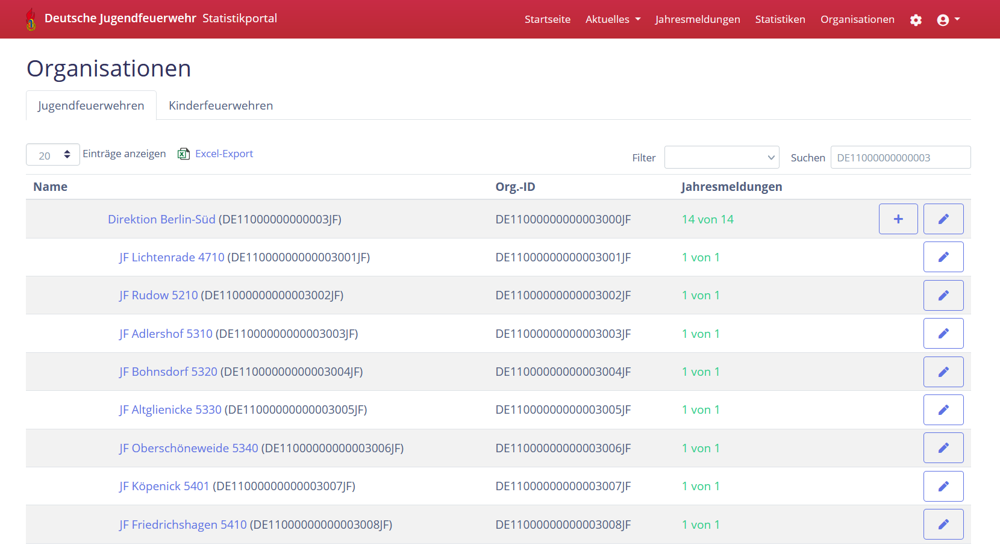 Deutsche Jugendfeuerwehr Statistikportal Startseite Aktuelles Jahresmeldungen Statistiken Organisationen
Organisationen
Jugendfeuerwehren Kinderfeuerwehren
20 Einträge anzeigen Excel-Export Filter Suchen DE11000000000003
Name Org.-ID Jahresmeldungen
Direktion Berlin-Süd (DE11000000000003JF) DE11000000000003000JF 14 von 14 +
JF Lichtenrade 4710 (DE11000000000003001JF) DE11000000000003001JF 1 von 1
JF Rudow 5210 (DE11000000000003002JF) DE11000000000003002JF 1 von 1
JF Adlershof 5310 (DE11000000000003003JF) DE11000000000003003JF 1 von 1
JF Bohnsdorf 5320 (DE11000000000003004JF) DE11000000000003004JF 1 von 1
JF Altglienicke 5330 (DE11000000000003005JF) DE11000000000003005JF 1 von 1
JF Oberschöneweide 5340 (DE11000000000003006JF) DE11000000000003006JF 1 von 1
JF Köpenick 5401 (DE11000000000003007JF) DE11000000000003007JF 1 von 1
JF Friedrichshagen 5410 (DE11000000000003008JF) DE11000000000003008JF 1 von 1